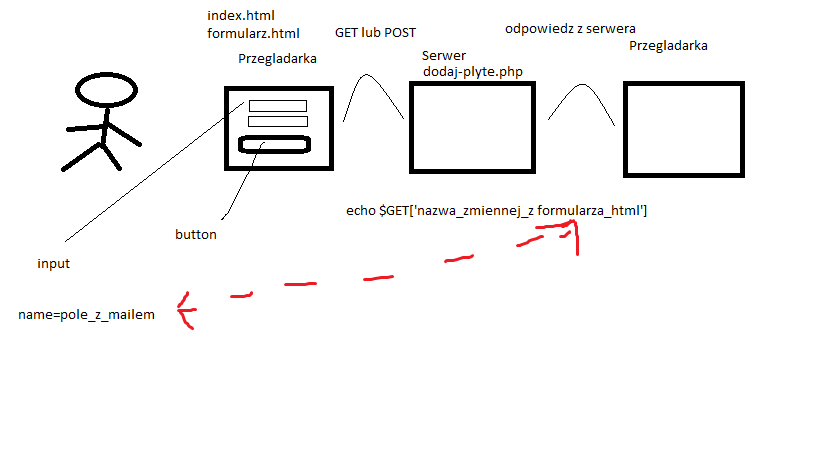 index.html
formularz.html
Przegladarka
GET lub POST
Serwer
dodaj-plyte.php
odpowiedz z serwera
Przegladarka
echo $GET['nazwa_zmiennej_z formularza_html']
button
input
name=pole_z_mailem